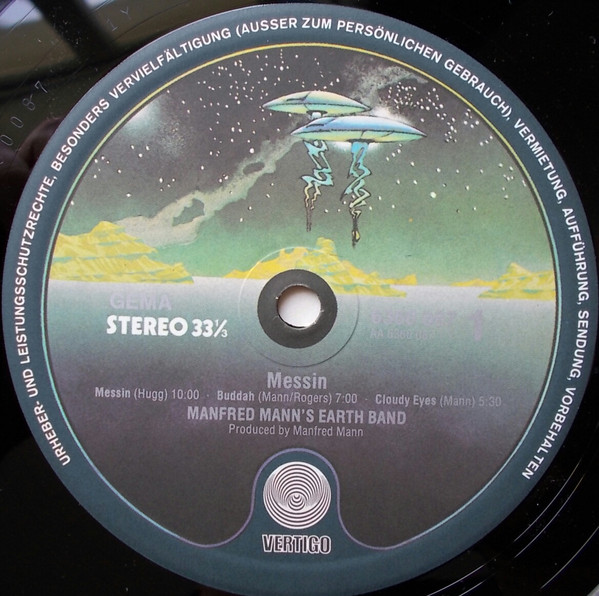 URHEBER- UND LEISTUNGSSCHUTZRECHTE, BESONDERS VERVIELFÄLTIGUNG (AUSSER ZUM PERSÖNLICHEN GEBRAUCH), VERMIETUNG, AUFFÜHRUNG, SENDUNG, VORBEHALTEN
GEMA
STEREO 33⅓
1
Messin
Messin (Hugg) 10:00 · Buddah (Mann/Rogers) 7:00 · Cloudy Eyes (Mann) 5:30
MANFRED MANN'S EARTH BAND
Produced by Manfred Mann
VERTIGO